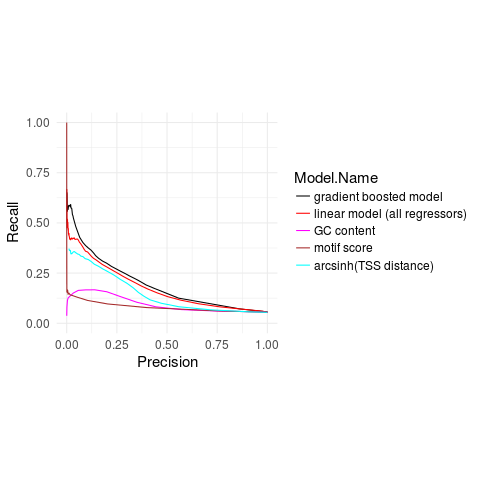 1.00
0.75
0.50
0.25
0.00
Recall
0.00 0.25 0.50 0.75 1.00
Precision
Model.Name
gradient boosted model
linear model (all regressors)
GC content
motif score
arcsinh(TSS distance)